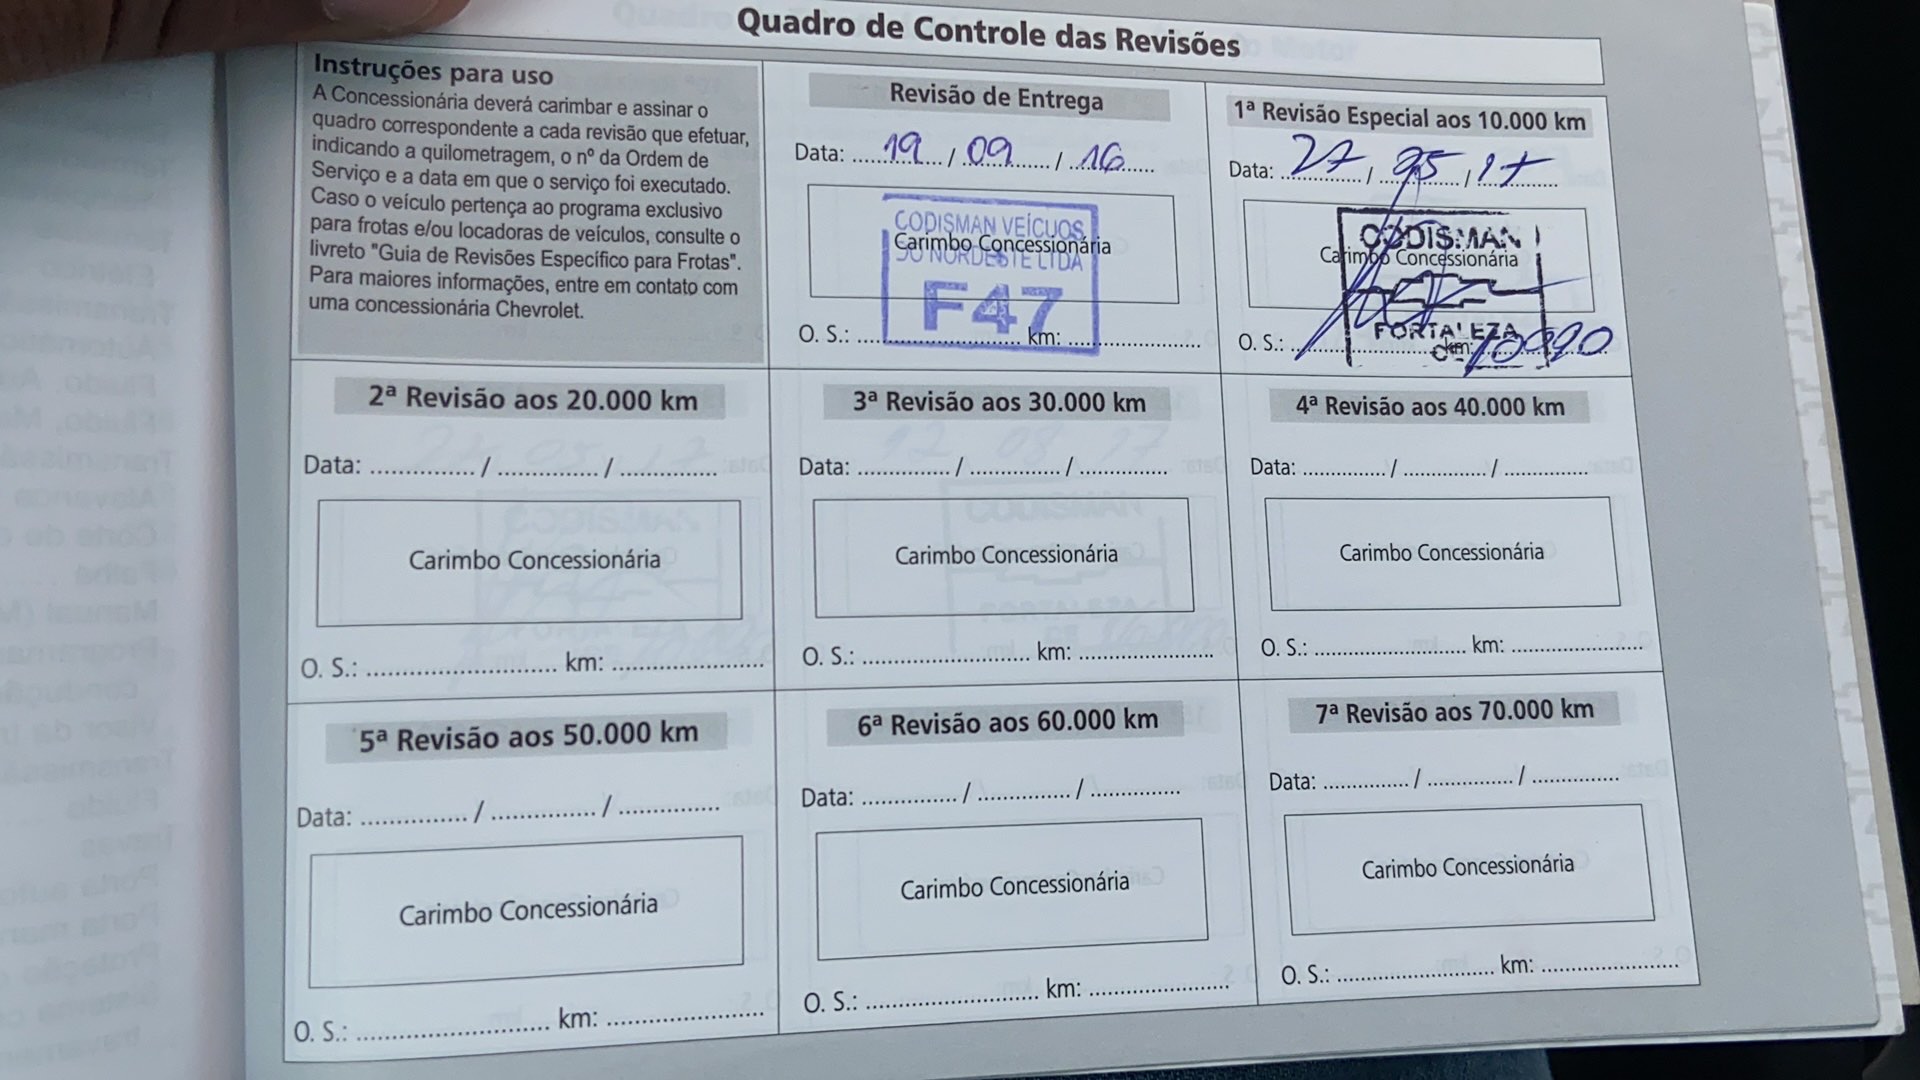 Quadro de Controle das Revisões
Instruções para uso
A Concessionária deverá carimbar e assinar o
quadro correspondente a cada revisão que efetuar,
indicando a quilometragem, o nº da Ordem de
Serviço e a data em que o serviço foi executado.
Caso o veículo pertença ao programa exclusivo
para frotas e/ou locadoras de veículos, consulte o
livreto "Guia de Revisões Específico para Frotas".
Para maiores informações, entre em contato com
uma concessionária Chevrolet.
Revisão de Entrega
Data: 19 / 09 / 16
CODISMAN VEÍCUOS
Carimbo Concessionária
DO NORDESTE LTDA
F47
O. S.: km:
1ª Revisão Especial aos 10.000 km
Data: 27 / 05 / 17
CODISMAN
Carimbo Concessionária
FORTALEZA
O. S.: km:
2ª Revisão aos 20.000 km
Data: / /
Carimbo Concessionária
O. S.: km:
3ª Revisão aos 30.000 km
Data: / /
Carimbo Concessionária
O. S.: km:
4ª Revisão aos 40.000 km
Data: / /
Carimbo Concessionária
O. S.: km:
5ª Revisão aos 50.000 km
Data: / /
Carimbo Concessionária
O. S.: km:
6ª Revisão aos 60.000 km
Data: / /
Carimbo Concessionária
O. S.: km:
7ª Revisão aos 70.000 km
Data: / /
Carimbo Concessionária
O. S.: km: